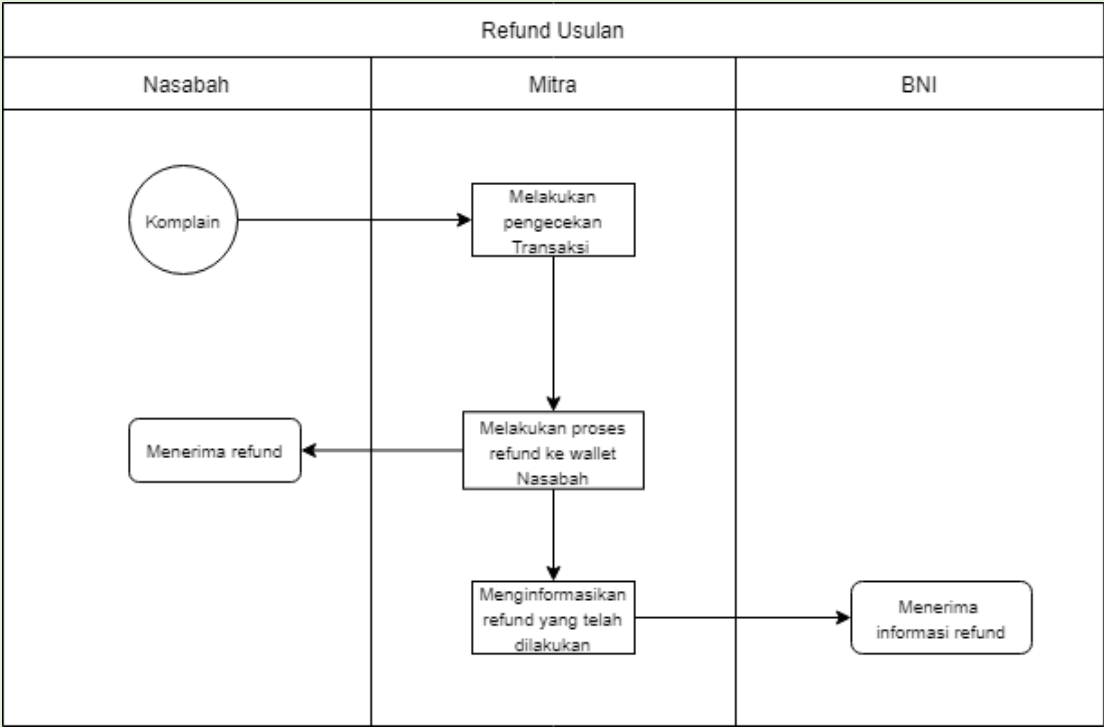 Refund Usulan
Nasabah
Mitra
BNI
Komplain
Melakukan
pengecekan
Transaksi
Menerima refund
Melakukan proses
refund ke wallet
Nasabah
Menginformasikan
refund yang telah
dilakukan
Menerima
informasi refund